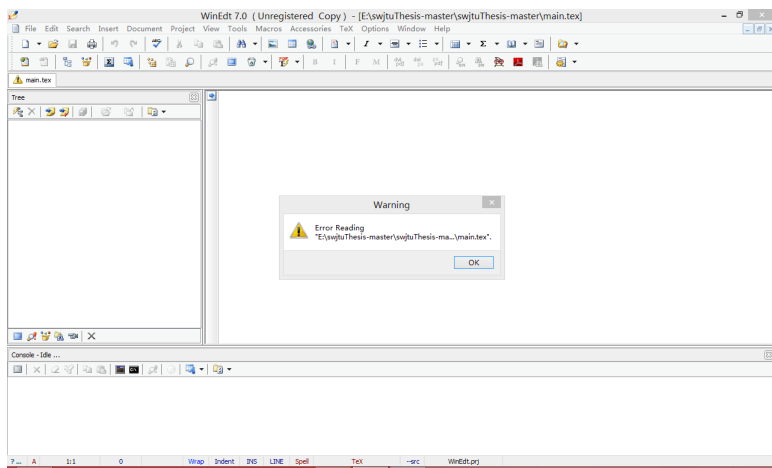 WinEdt 7.0 ( Unregistered Copy ) - [E:\swjtuThesis-master\swjtuThesis-master\main.tex]
File Edit Search Insert Document Project View Tools Macros Accessories TeX Options Window Help
B I F M
main.tex
Tree
Warning
Error Reading
"E:\swjtuThesis-master\swjtuThesis-ma...\main.tex".
OK
Console - Idle ...
?... A 1:1 0 Wrap Indent INS LINE Spell TeX --src WinEdt.prj